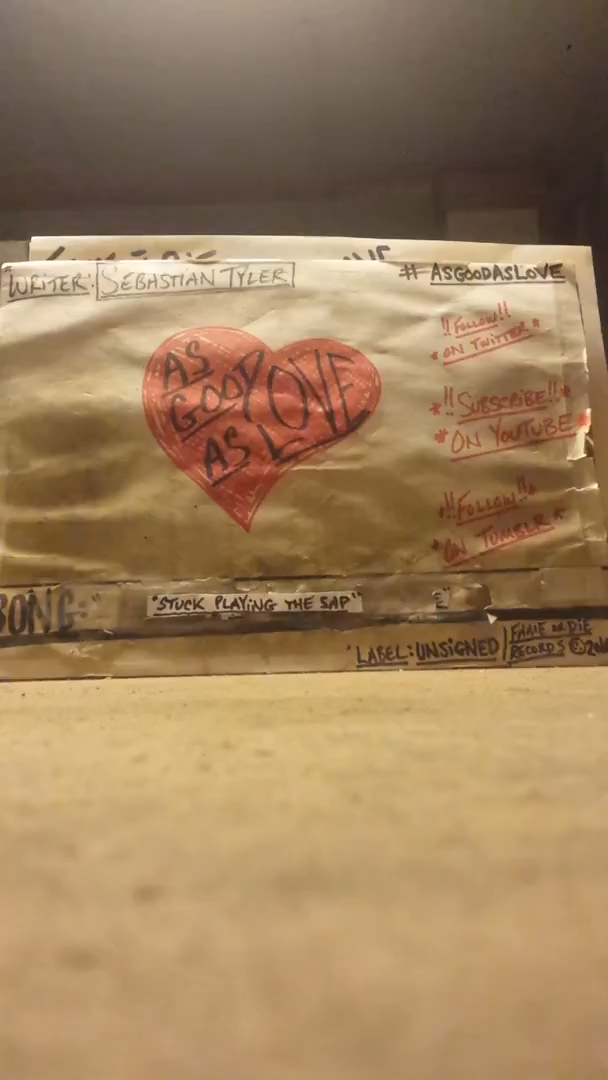 "WRITER: SEBASTIAN TYLER
# ASGOODASLOVE
AS
GOOD
AS LOVE
!!FOLLOW!!
*ON TWITTER*
*!!SUBSCRIBE!!*
*ON YOUTUBE*
*!!FOLLOW!!*
*ON TUMBLR*
SONG: "STUCK PLAYING THE SAP" E"
"LABEL: UNSIGNED
FAME OR DIE
RECORDS ©